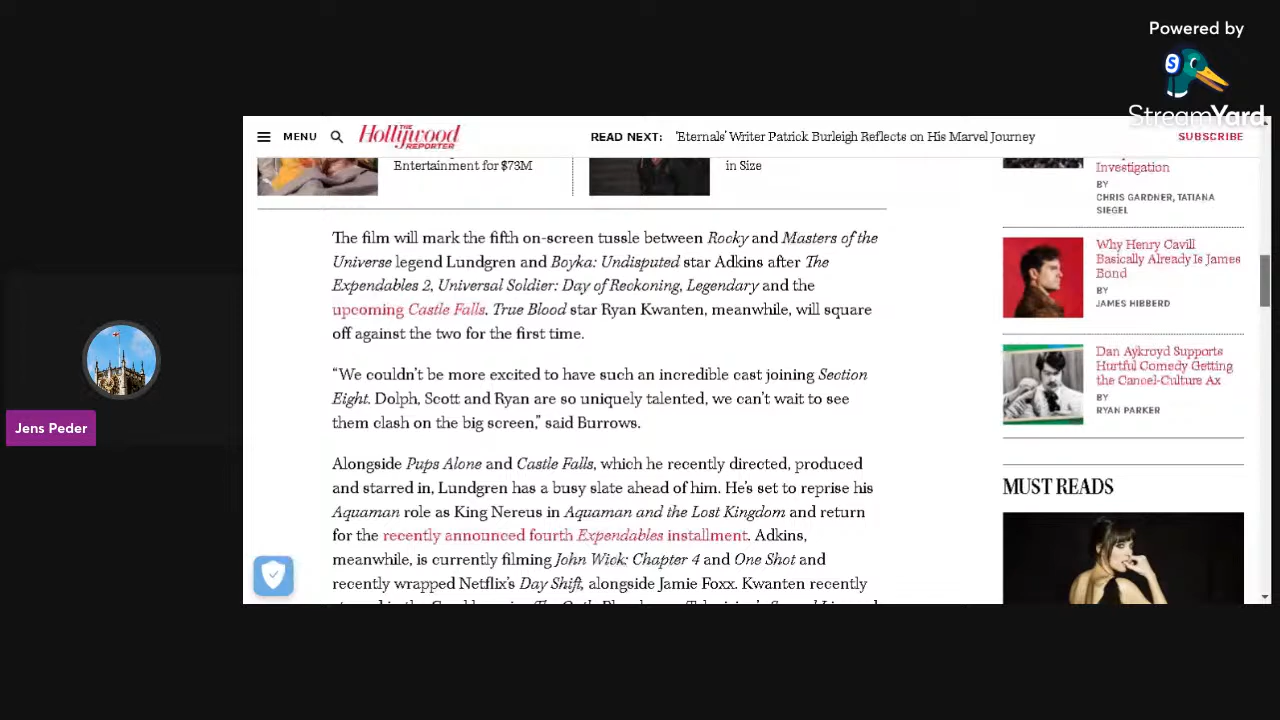 Powered by
S
StreamYard
MENU
THE Hollywood REPORTER
READ NEXT: 'Eternals' Writer Patrick Burleigh Reflects on His Marvel Journey
SUBSCRIBE
Entertainment for $73M
in Size
The film will mark the fifth on-screen tussle between Rocky and Masters of the
Universe legend Lundgren and Boyka: Undisputed star Adkins after The
Expendables 2, Universal Soldier: Day of Reckoning, Legendary and the
upcoming Castle Falls. True Blood star Ryan Kwanten, meanwhile, will square
off against the two for the first time.
“We couldn’t be more excited to have such an incredible cast joining Section
Eight. Dolph, Scott and Ryan are so uniquely talented, we can’t wait to see
them clash on the big screen,” said Burrows.
Alongside Pups Alone and Castle Falls, which he recently directed, produced
and starred in, Lundgren has a busy slate ahead of him. He’s set to reprise his
Aquaman role as King Nereus in Aquaman and the Lost Kingdom and return
for the recently announced fourth Expendables installment. Adkins,
meanwhile, is currently filming John Wick: Chapter 4 and One Shot and
recently wrapped Netflix’s Day Shift, alongside Jamie Foxx. Kwanten recently
Investigation
BY
CHRIS GARDNER, TATIANA
SIEGEL
Why Henry Cavill
Basically Already Is James
Bond
BY
JAMES HIBBERD
Dan Aykroyd Supports
Hurtful Comedy Getting
the Cancel-Culture Ax
BY
RYAN PARKER
MUST READS
Jens Peder